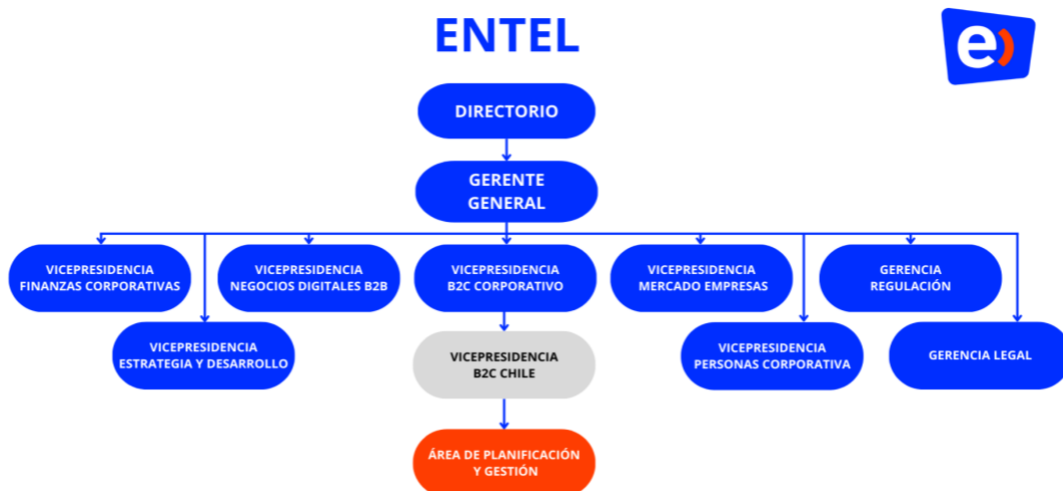 ENTEL
e)
DIRECTORIO
GERENTE
GENERAL
VICEPRESIDENCIA
FINANZAS CORPORATIVAS
VICEPRESIDENCIA
NEGOCIOS DIGITALES B2B
VICEPRESIDENCIA
B2C CORPORATIVO
VICEPRESIDENCIA
MERCADO EMPRESAS
GERENCIA
REGULACIÓN
VICEPRESIDENCIA
ESTRATEGIA Y DESARROLLO
VICEPRESIDENCIA
B2C CHILE
VICEPRESIDENCIA
PERSONAS CORPORATIVA
GERENCIA LEGAL
ÁREA DE PLANIFICACIÓN
Y GESTIÓN